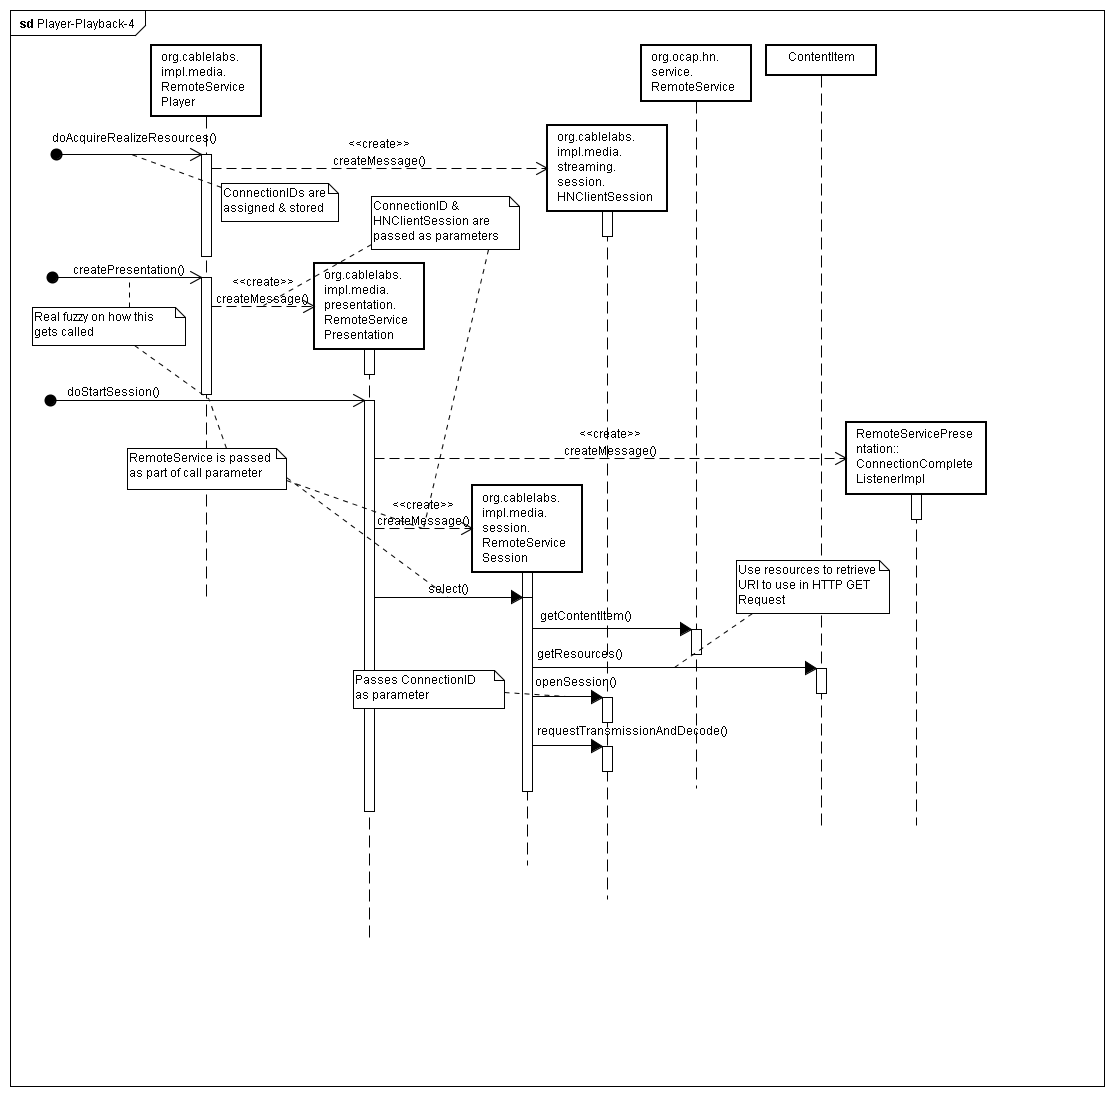 sd Player-Playback-4
org.cablelabs.
impl.media.
RemoteService
Player
org.ocap.hn.
service.
RemoteService
ContentItem
doAcquireRealizeResources()
<<create>>
createMessage()
org.cablelabs.
impl.media.
streaming.
session.
HNClientSession
ConnectionIDs are
assigned & stored
ConnectionID &
HNClientSession are
passed as parameters
createPresentation()
<<create>>
createMessage()
org.cablelabs.
impl.media.
presentation.
RemoteService
Presentation
Real fuzzy on how this
gets called
doStartSession()
<<create>>
createMessage()
RemoteServicePrese
ntation::
ConnectionComplete
ListenerImpl
RemoteService is passed
as part of call parameter
<<create>>
createMessage()
org.cablelabs.
impl.media.
session.
RemoteService
Session
Use resources to retrieve
URI to use in HTTP GET
Request
select()
getContentItem()
getResources()
Passes ConnectionID
as parameter
openSession()
requestTransmissionAndDecode()